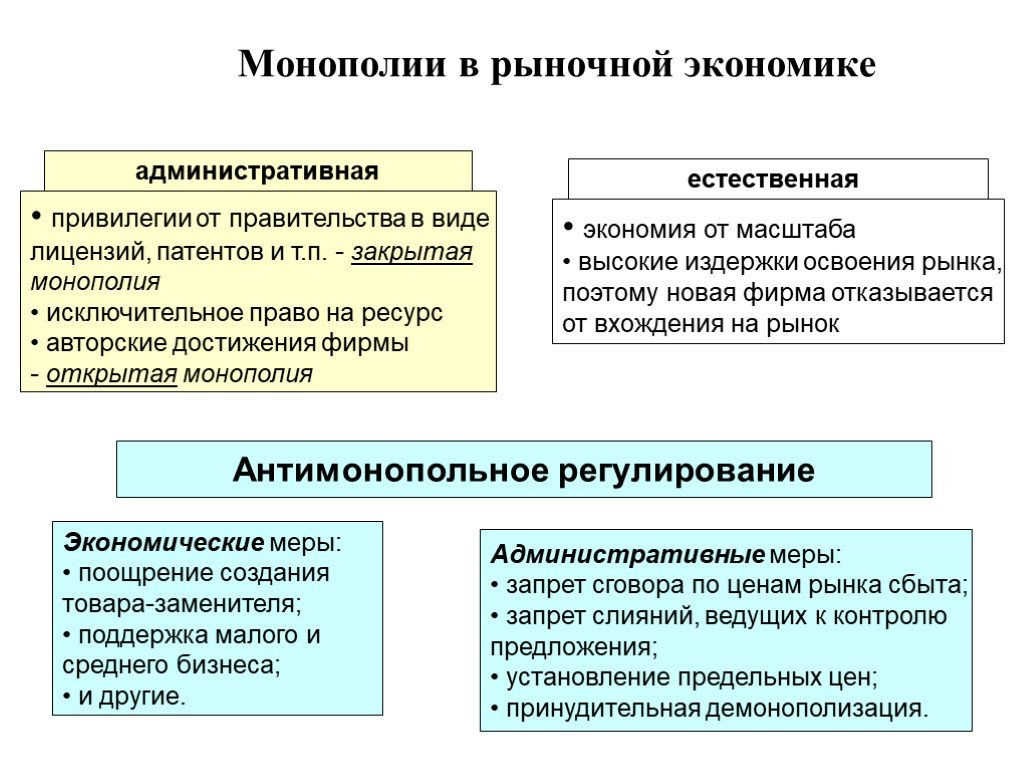 Монополии в рыночной экономике
административная
• привилегии от правительства в виде
лицензий, патентов и т.п. - закрытая
монополия
• исключительное право на ресурс
• авторские достижения фирмы
- открытая монополия
естественная
• экономия от масштаба
• высокие издержки освоения рынка,
поэтому новая фирма отказывается
от вхождения на рынок
Антимонопольное регулирование
Экономические меры:
• поощрение создания
товара-заменителя;
• поддержка малого и
среднего бизнеса;
• и другие.
Административные меры:
• запрет сговора по ценам рынка сбыта;
• запрет слияний, ведущих к контролю
предложения;
• установление предельных цен;
• принудительная демонополизация.